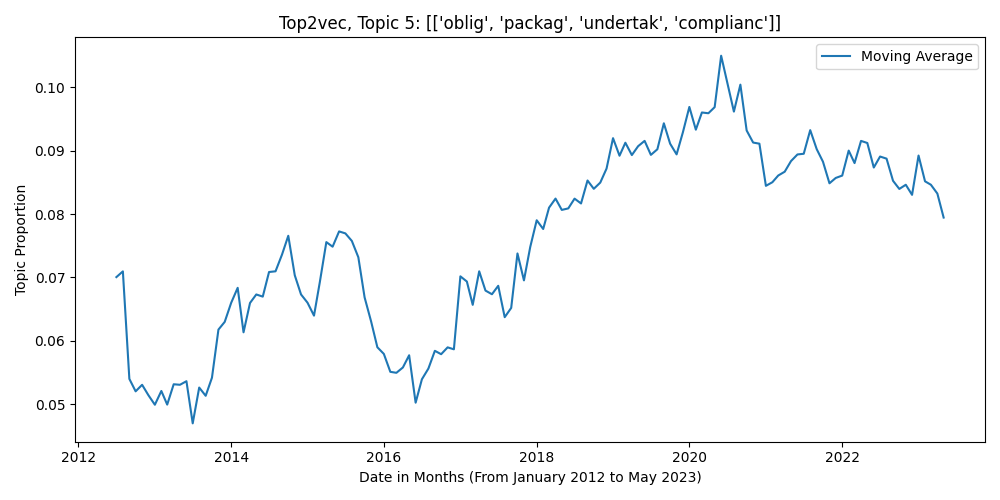 Top2vec, Topic 5: [['oblig', 'packag', 'undertak', 'complianc']]
Moving Average
Topic Proportion
0.10
0.09
0.08
0.07
0.06
0.05
2012 2014 2016 2018 2020 2022
Date in Months (From January 2012 to May 2023)